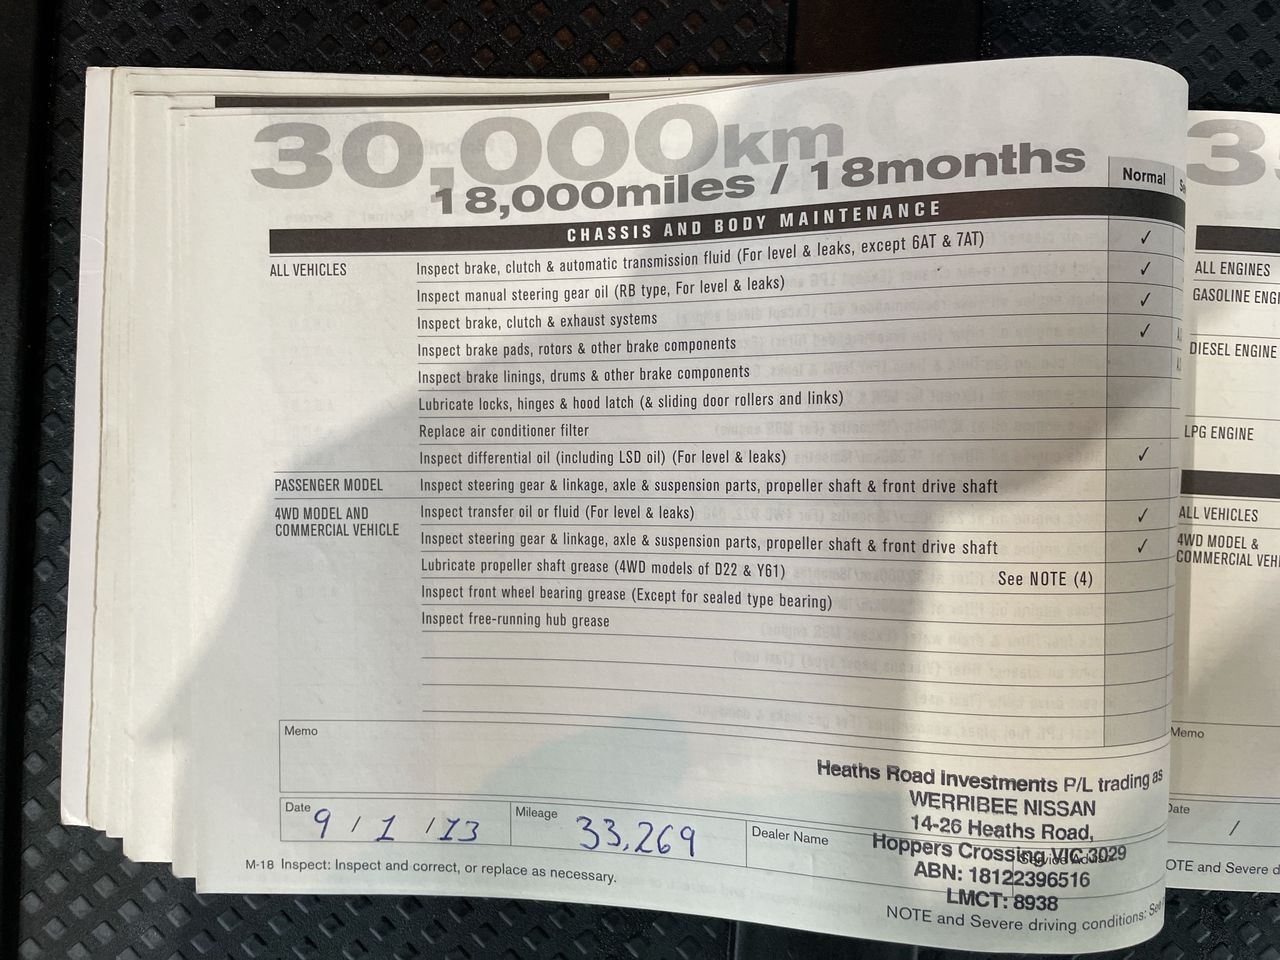 30,000km
18,000miles / 18months
Normal
CHASSIS AND BODY MAINTENANCE
ALL VEHICLES
Inspect brake, clutch & automatic transmission fluid (For level & leaks, except 6AT & 7AT) ✓
Inspect manual steering gear oil (RB type, For level & leaks) ✓
Inspect brake, clutch & exhaust systems ✓
Inspect brake pads, rotors & other brake components ✓
Inspect brake linings, drums & other brake components
Lubricate locks, hinges & hood latch (& sliding door rollers and links)
Replace air conditioner filter
Inspect differential oil (including LSD oil) (For level & leaks) ✓
PASSENGER MODEL
Inspect steering gear & linkage, axle & suspension parts, propeller shaft & front drive shaft
4WD MODEL AND
COMMERCIAL VEHICLE
Inspect transfer oil or fluid (For level & leaks) ✓
Inspect steering gear & linkage, axle & suspension parts, propeller shaft & front drive shaft ✓
Lubricate propeller shaft grease (4WD models of D22 & Y61) See NOTE (4)
Inspect front wheel bearing grease (Except for sealed type bearing)
Inspect free-running hub grease
Memo
Heaths Road Investments P/L trading as
WERRIBEE NISSAN
14-26 Heaths Road,
Hoppers Crossing VIC 3029
ABN: 18122396516
LMCT: 8938
Date 9 / 1 / 13
Mileage 33,269
Dealer Name
M-18 Inspect: Inspect and correct, or replace as necessary.
NOTE and Severe driving conditions: See
3
ALL ENGINES
GASOLINE ENGI
DIESEL ENGINE
LPG ENGINE
ALL VEHICLES
4WD MODEL &
COMMERCIAL VEHI
Memo
Date /
OTE and Severe d